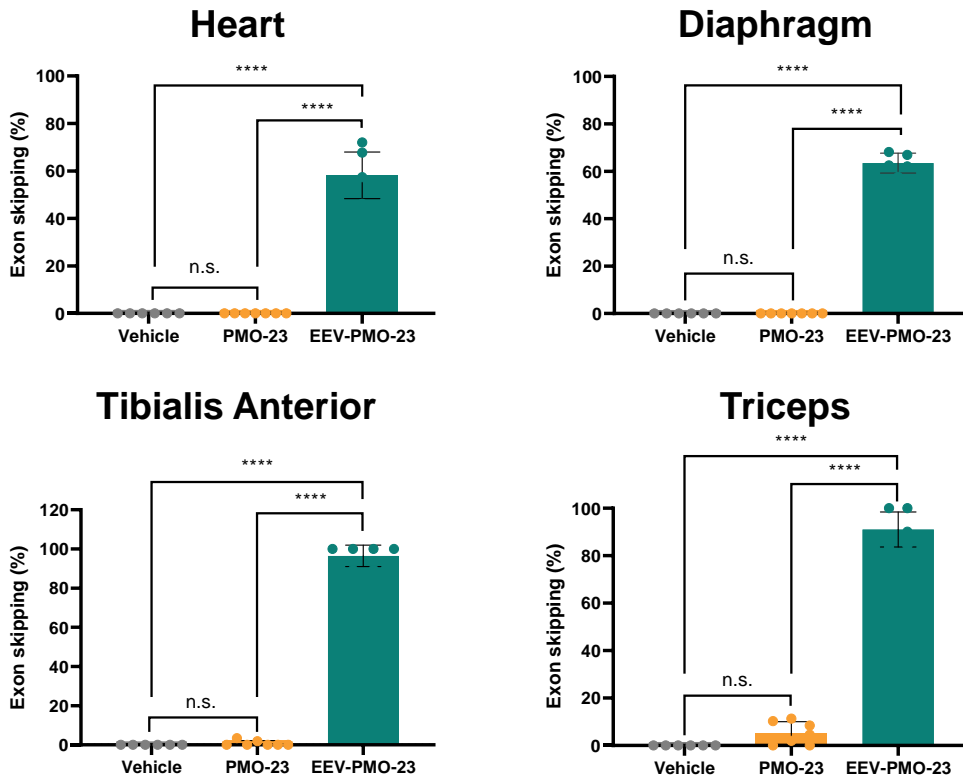 Heart
Exon skipping (%)
100
80
60
40
20
0
****
****
n.s.
Vehicle PMO-23 EEV-PMO-23
Diaphragm
Exon skipping (%)
100
80
60
40
20
0
****
****
n.s.
Vehicle PMO-23 EEV-PMO-23
Tibialis Anterior
Exon skipping (%)
120
100
80
60
40
20
0
****
****
n.s.
Vehicle PMO-23 EEV-PMO-23
Triceps
Exon skipping (%)
100
80
60
40
20
0
****
****
n.s.
Vehicle PMO-23 EEV-PMO-23